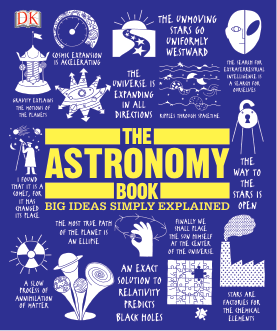 DK
COSMIC EXPANSION
IS ACCELERATING
THE UNMOVING
STARS GO
UNIFORMLY
WESTWARD
THE SEARCH FOR
EXTRATERRESTRIAL
INTELLIGENCE IS
A SEARCH FOR
OURSELVES
GRAVITY EXPLAINS
THE MOTIONS OF
THE PLANETS
THE
UNIVERSE IS
EXPANDING
IN ALL
DIRECTIONS
RIPPLES THROUGH SPACETIME
THE
ASTRONOMY
BOOK
BIG IDEAS SIMPLY EXPLAINED
I FOUND
THAT IT IS A
COMET, FOR
IT HAS
CHANGED
ITS PLACE.
THE
WAY TO
THE
STARS IS
OPEN
THE MOST TRUE PATH
OF THE PLANET IS
AN ELLIPSE
FINALLY WE
SHALL PLACE
THE SUN HIMSELF
AT THE CENTER
OF THE UNIVERSE
A SLOW
PROCESS OF
ANNIHILATION
OF MATTER
AN EXACT
SOLUTION TO
RELATIVITY
PREDICTS
BLACK HOLES
STARS ARE
FACTORIES FOR
THE CHEMICAL
ELEMENTS